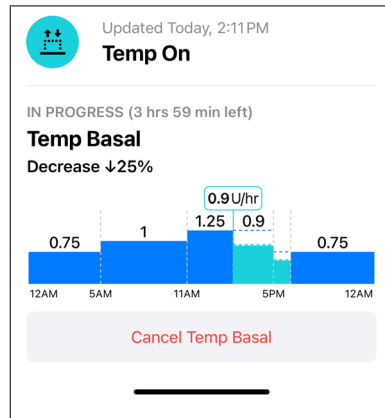 Updated Today, 2:11 PM
Temp On
IN PROGRESS (3 hrs 59 min left)
Temp Basal
Decrease ↓25%
0.9 U/hr
0.75 1 1.25 0.9 0.75
12AM 5AM 11AM 5PM 12AM
Cancel Temp Basal